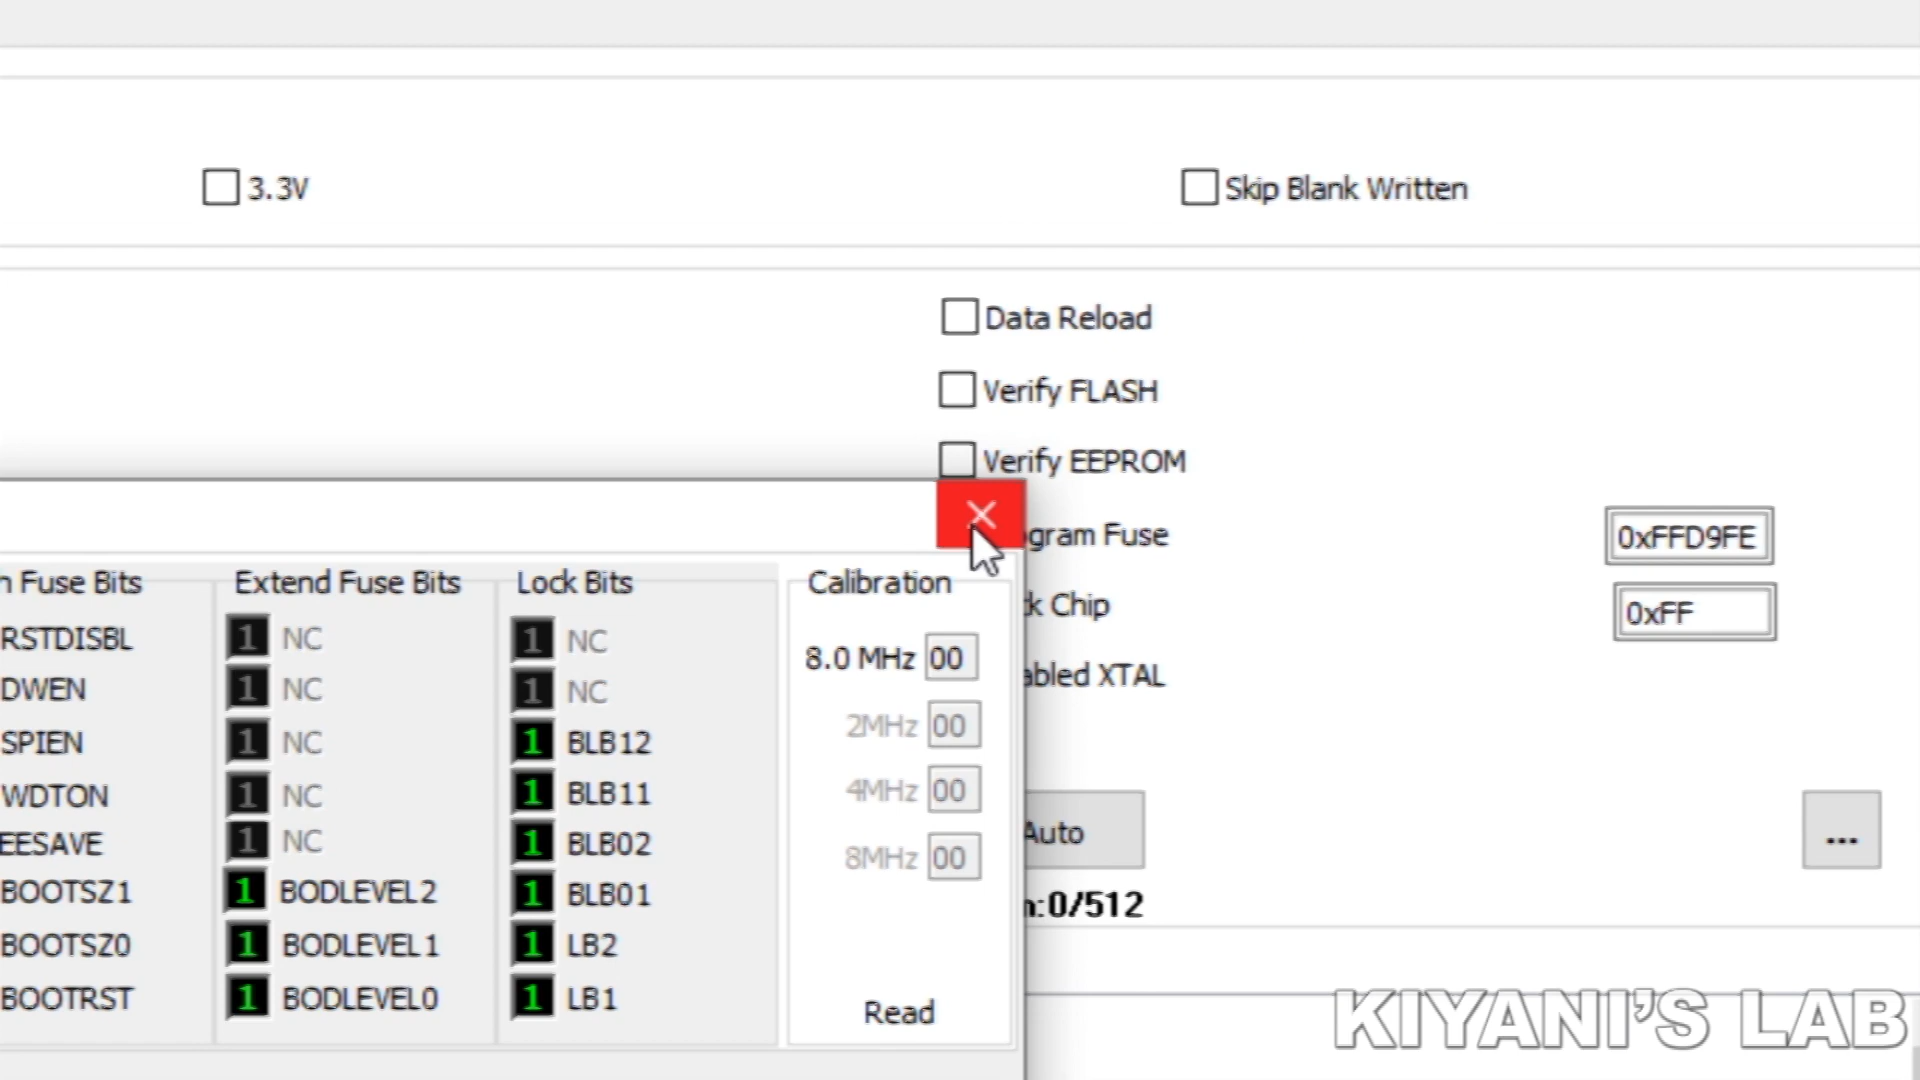 3.3V
Skip Blank Written
Data Reload
Verify FLASH
Verify EEPROM
ogram Fuse
0xFFD9FE
k Chip
0xFF
abled XTAL
Auto
...
n:0/512
h Fuse Bits
RSTDISBL
DWEN
SPIEN
WDTON
EESAVE
BOOTSZ1
BOOTSZ0
BOOTRST
Extend Fuse Bits
1 NC
1 NC
1 NC
1 NC
1 NC
1 BODLEVEL2
1 BODLEVEL1
1 BODLEVEL0
Lock Bits
1 NC
1 NC
1 BLB12
1 BLB11
1 BLB02
1 BLB01
1 LB2
1 LB1
Calibration
8.0 MHz 00
2MHz 00
4MHz 00
8MHz 00
Read
KIYANI'S LAB